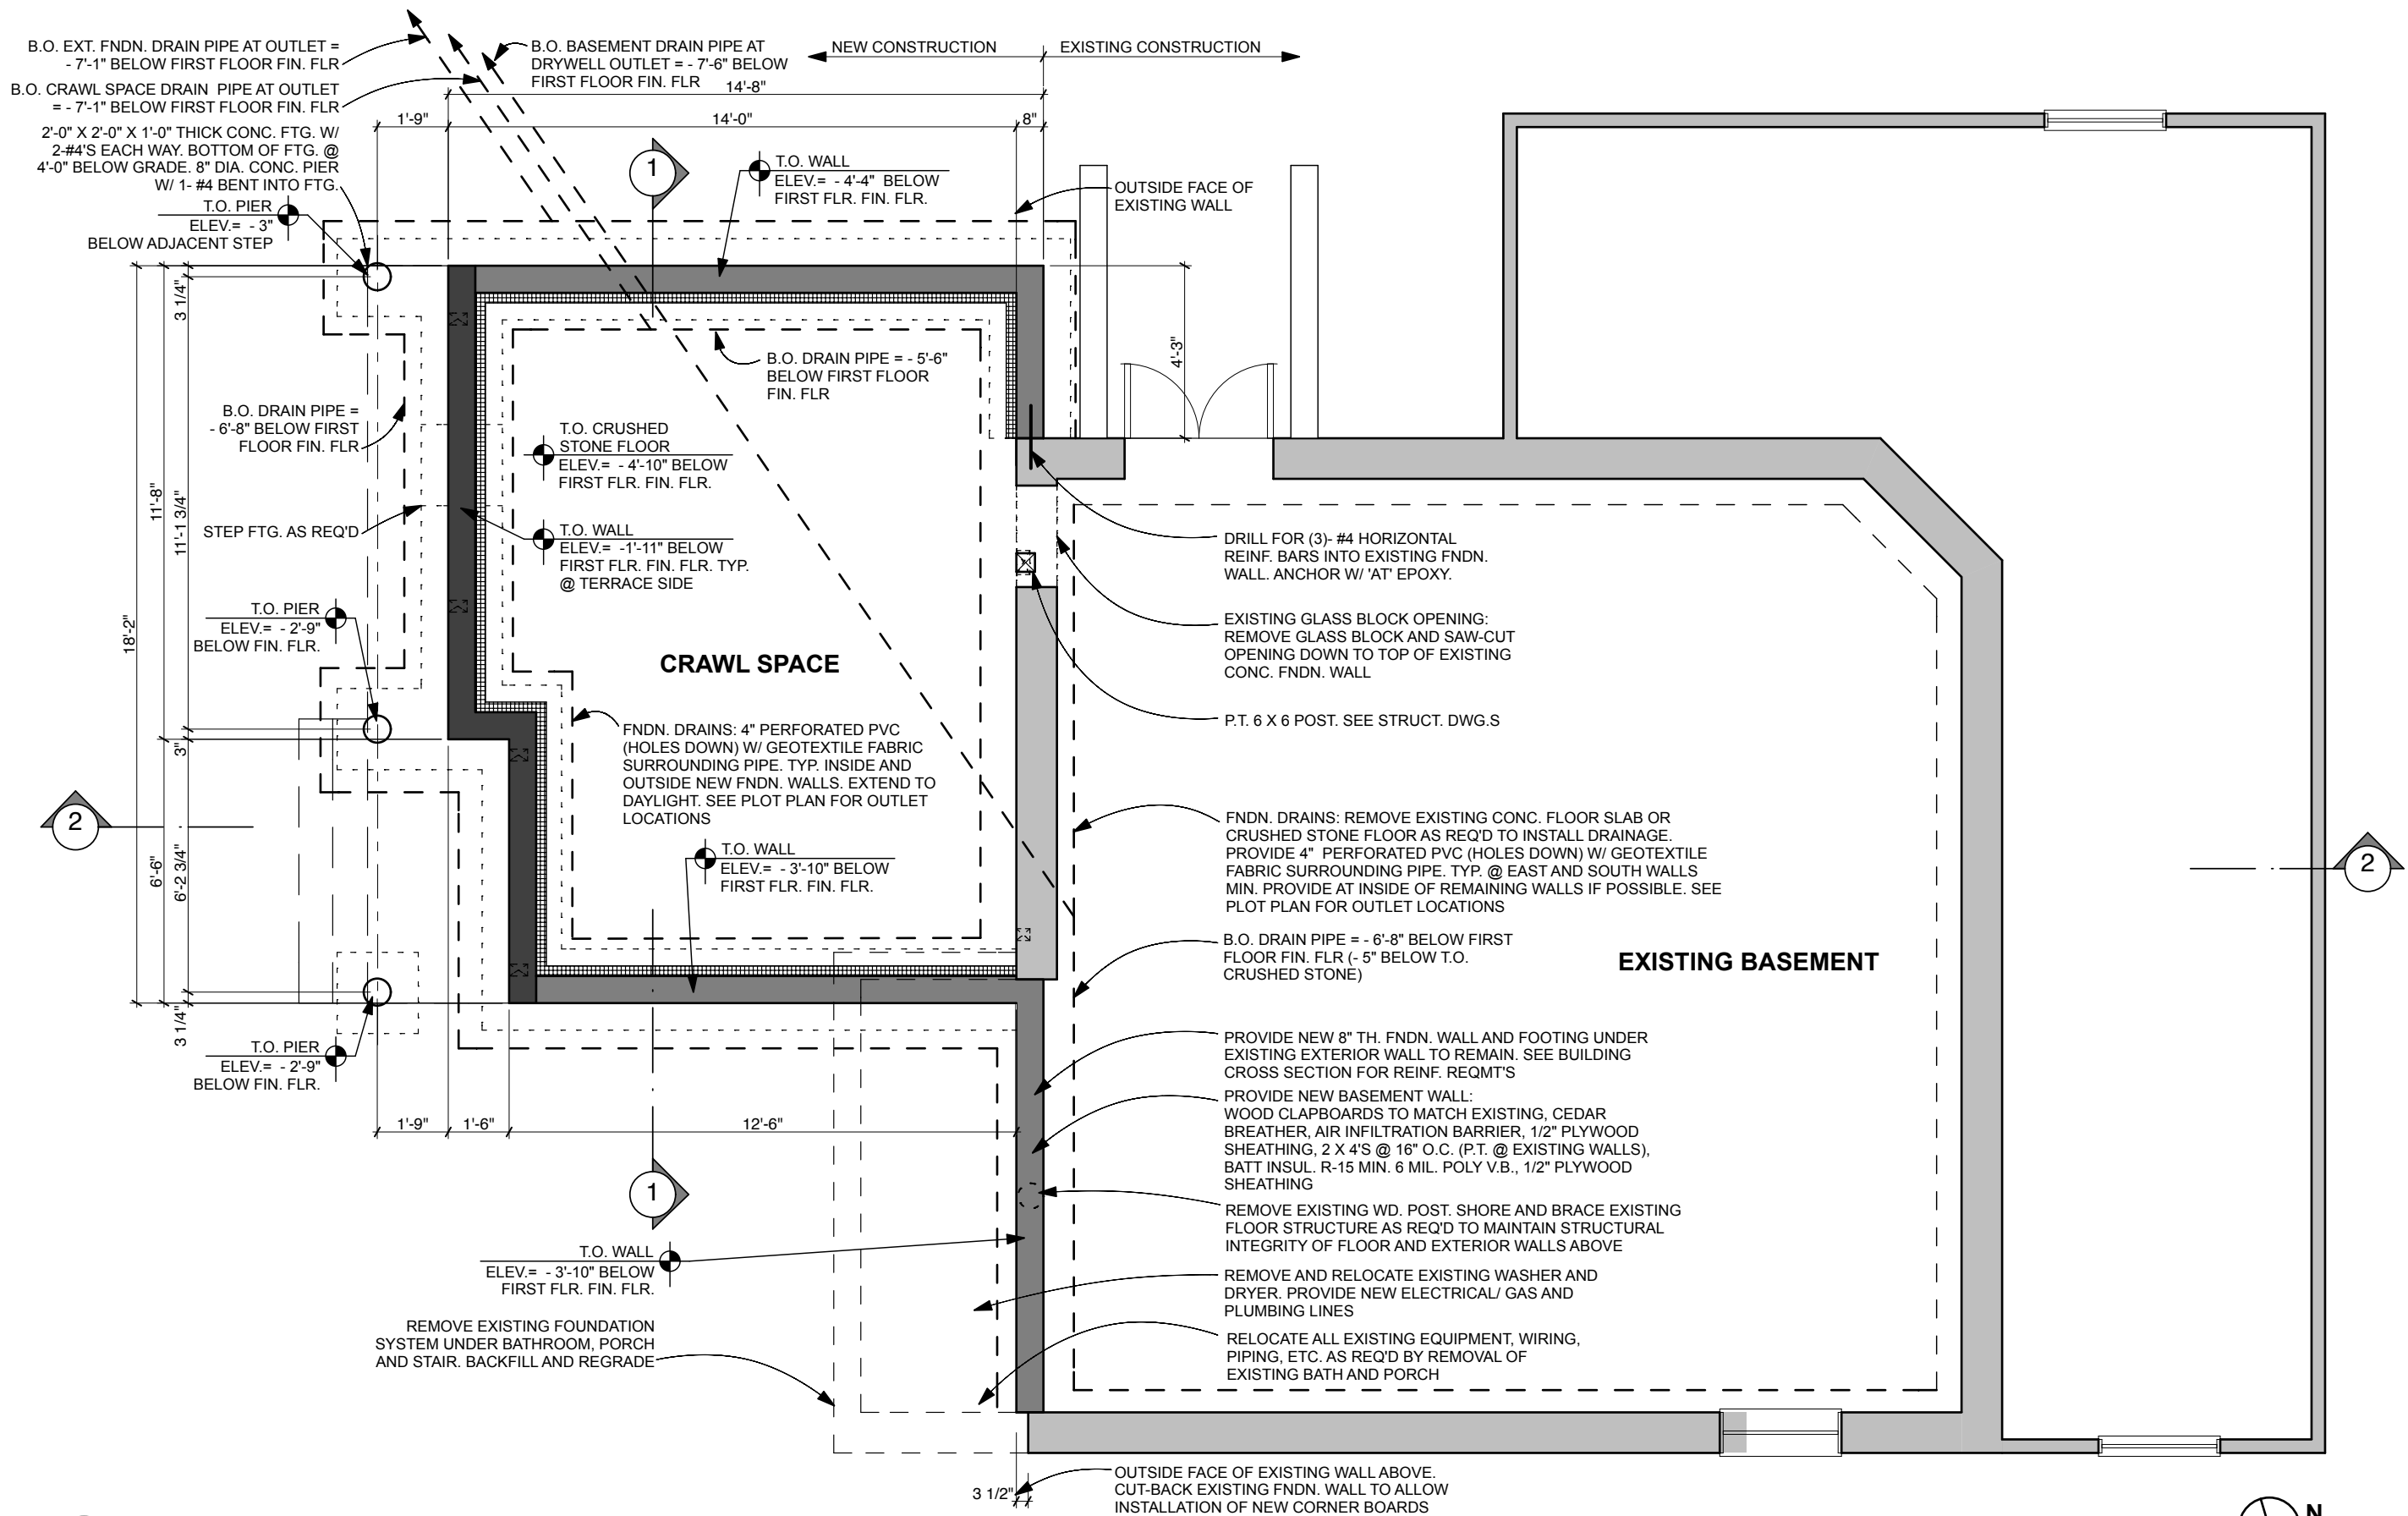 B.O. EXT. FNDN. DRAIN PIPE AT OUTLET =
- 7'-1" BELOW FIRST FLOOR FIN. FLR
B.O. CRAWL SPACE DRAIN PIPE AT OUTLET
= - 7'-1" BELOW FIRST FLOOR FIN. FLR
2'-0" X 2'-0" X 1'-0" THICK CONC. FTG. W/
2-#4'S EACH WAY. BOTTOM OF FTG. @
4'-0" BELOW GRADE. 8" DIA. CONC. PIER
W/ 1- #4 BENT INTO FTG.
T.O. PIER
ELEV.= - 3"
BELOW ADJACENT STEP
B.O. BASEMENT DRAIN PIPE AT
DRYWELL OUTLET = - 7'-6" BELOW
FIRST FLOOR FIN. FLR
NEW CONSTRUCTION
EXISTING CONSTRUCTION
14'-8"
1'-9"
14'-0"
8"
1
T.O. WALL
ELEV.= - 4'-4" BELOW
FIRST FLR. FIN. FLR.
OUTSIDE FACE OF
EXISTING WALL
3 1/4"
4'-3"
B.O. DRAIN PIPE = - 5'-6"
BELOW FIRST FLOOR
FIN. FLR
B.O. DRAIN PIPE =
- 6'-8" BELOW FIRST
FLOOR FIN. FLR
T.O. CRUSHED
STONE FLOOR
ELEV.= - 4'-10" BELOW
FIRST FLR. FIN. FLR.
11'-8"
11'-1 3/4"
STEP FTG. AS REQ'D
T.O. WALL
ELEV.= -1'-11" BELOW
FIRST FLR. FIN. FLR. TYP.
@ TERRACE SIDE
DRILL FOR (3)- #4 HORIZONTAL
REINF. BARS INTO EXISTING FNDN.
WALL. ANCHOR W/ 'AT' EPOXY.
18'-2"
T.O. PIER
ELEV.= - 2'-9"
BELOW FIN. FLR.
EXISTING GLASS BLOCK OPENING:
REMOVE GLASS BLOCK AND SAW-CUT
OPENING DOWN TO TOP OF EXISTING
CONC. FNDN. WALL
CRAWL SPACE
P.T. 6 X 6 POST. SEE STRUCT. DWG.S
3"
FNDN. DRAINS: 4" PERFORATED PVC
(HOLES DOWN) W/ GEOTEXTILE FABRIC
SURROUNDING PIPE. TYP. INSIDE AND
OUTSIDE NEW FNDN. WALLS. EXTEND TO
DAYLIGHT. SEE PLOT PLAN FOR OUTLET
LOCATIONS
2
6'-6"
6'-2 3/4"
T.O. WALL
ELEV.= - 3'-10" BELOW
FIRST FLR. FIN. FLR.
FNDN. DRAINS: REMOVE EXISTING CONC. FLOOR SLAB OR
CRUSHED STONE FLOOR AS REQ'D TO INSTALL DRAINAGE.
PROVIDE 4" PERFORATED PVC (HOLES DOWN) W/ GEOTEXTILE
FABRIC SURROUNDING PIPE. TYP. @ EAST AND SOUTH WALLS
MIN. PROVIDE AT INSIDE OF REMAINING WALLS IF POSSIBLE. SEE
PLOT PLAN FOR OUTLET LOCATIONS
2
B.O. DRAIN PIPE = - 6'-8" BELOW FIRST
FLOOR FIN. FLR (- 5" BELOW T.O.
CRUSHED STONE)
EXISTING BASEMENT
3 1/4"
T.O. PIER
ELEV.= - 2'-9"
BELOW FIN. FLR.
PROVIDE NEW 8" TH. FNDN. WALL AND FOOTING UNDER
EXISTING EXTERIOR WALL TO REMAIN. SEE BUILDING
CROSS SECTION FOR REINF. REQMT'S
1'-9"
1'-6"
12'-6"
PROVIDE NEW BASEMENT WALL:
WOOD CLAPBOARDS TO MATCH EXISTING, CEDAR
BREATHER, AIR INFILTRATION BARRIER, 1/2" PLYWOOD
SHEATHING, 2 X 4'S @ 16" O.C. (P.T. @ EXISTING WALLS),
BATT INSUL. R-15 MIN. 6 MIL. POLY V.B., 1/2" PLYWOOD
SHEATHING
1
REMOVE EXISTING WD. POST. SHORE AND BRACE EXISTING
FLOOR STRUCTURE AS REQ'D TO MAINTAIN STRUCTURAL
INTEGRITY OF FLOOR AND EXTERIOR WALLS ABOVE
T.O. WALL
ELEV.= - 3'-10" BELOW
FIRST FLR. FIN. FLR.
REMOVE AND RELOCATE EXISTING WASHER AND
DRYER. PROVIDE NEW ELECTRICAL/ GAS AND
PLUMBING LINES
REMOVE EXISTING FOUNDATION
SYSTEM UNDER BATHROOM, PORCH
AND STAIR. BACKFILL AND REGRADE
RELOCATE ALL EXISTING EQUIPMENT, WIRING,
PIPING, ETC. AS REQ'D BY REMOVAL OF
EXISTING BATH AND PORCH
3 1/2"
OUTSIDE FACE OF EXISTING WALL ABOVE.
CUT-BACK EXISTING FNDN. WALL TO ALLOW
INSTALLATION OF NEW CORNER BOARDS
N